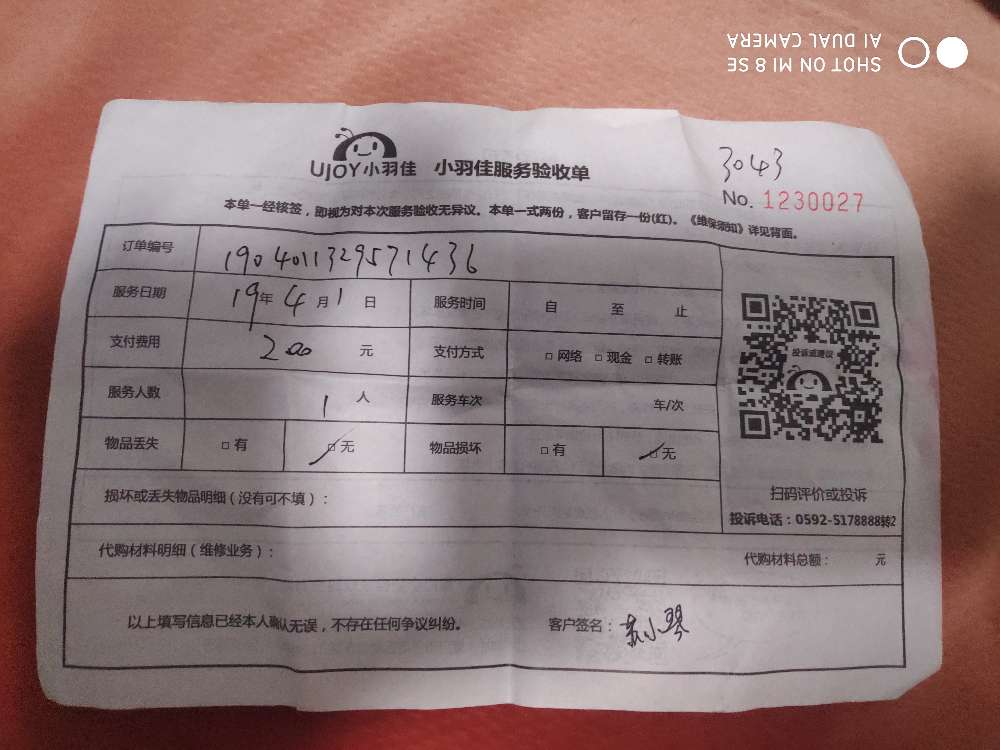 SHOT ON MI 8 SE
AI DUAL CAMERA
UJOY小羽佳 小羽佳服务验收单
3043
No. 1230027
本单一经核签，即视为对本次服务验收无异议。本单一式两份，客户留存一份(红)。《维保须知》详见背面。
订单编号 1904011329571436
服务日期 19年 4月 1日 服务时间 自 至 止
支付费用 200 元 支付方式 □网络 □现金 □转账
服务人数 1 人 服务车次 车/次
物品丢失 □有 □无 物品损坏 □有 □无
投诉或建议
扫码评价或投诉
投诉电话：0592-5178888转2
损坏或丢失物品明细（没有可不填）：
代购材料明细（维修业务）： 代购材料总额： 元
以上填写信息已经本人确认无误，不存在任何争议纠纷。 客户签名： 小琴